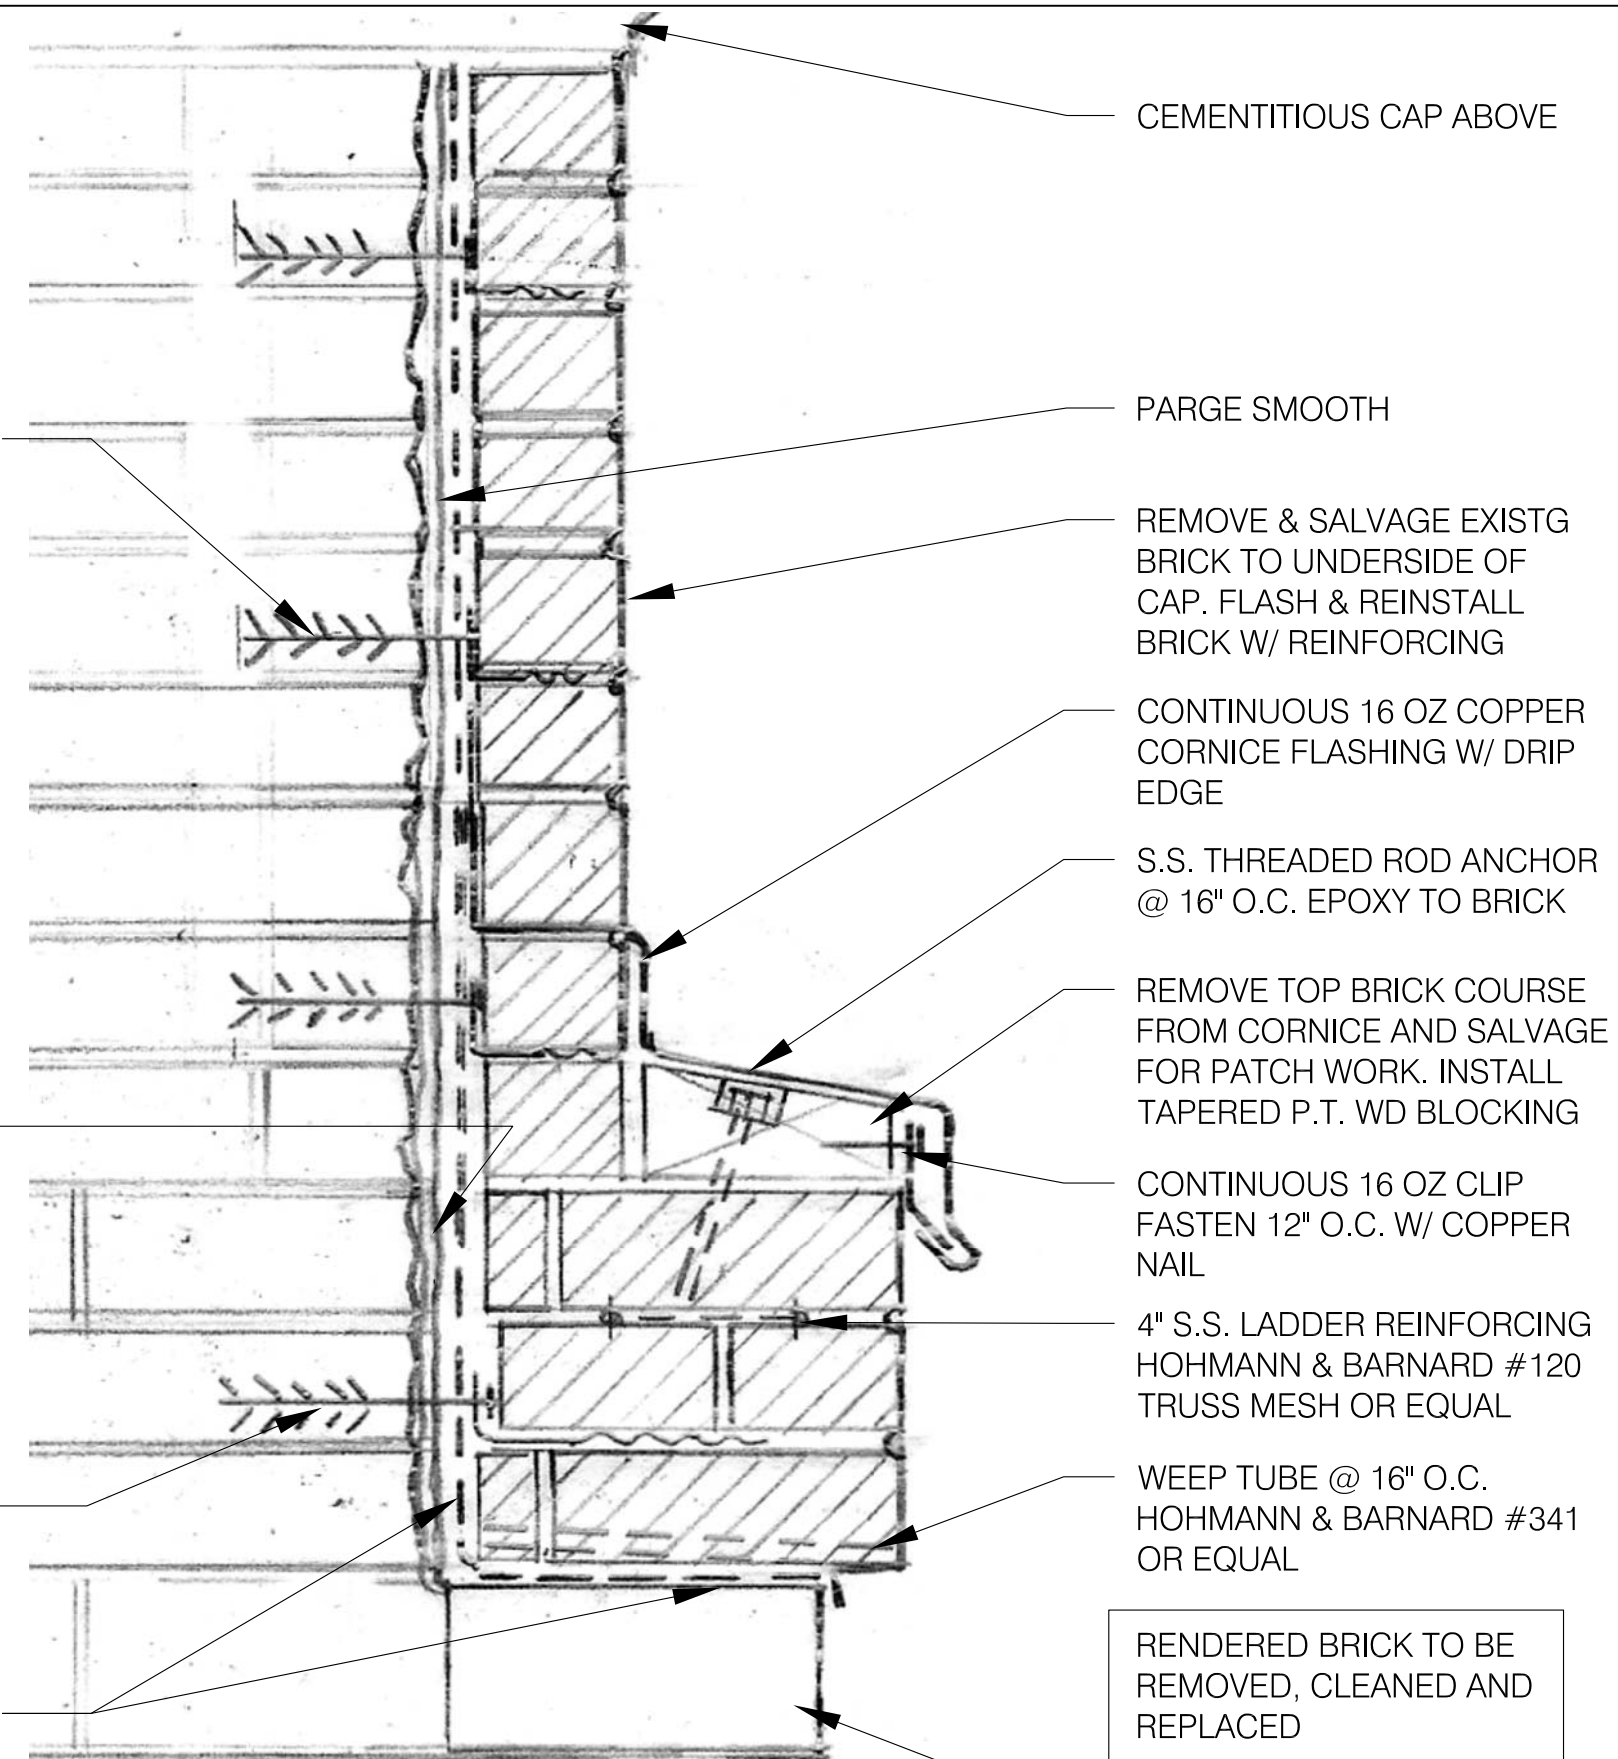 CEMENTITIOUS CAP ABOVE
PARGE SMOOTH
REMOVE & SALVAGE EXISTG
BRICK TO UNDERSIDE OF
CAP. FLASH & REINSTALL
BRICK W/ REINFORCING
CONTINUOUS 16 OZ COPPER
CORNICE FLASHING W/ DRIP
EDGE
S.S. THREADED ROD ANCHOR
@ 16" O.C. EPOXY TO BRICK
REMOVE TOP BRICK COURSE
FROM CORNICE AND SALVAGE
FOR PATCH WORK. INSTALL
TAPERED P.T. WD BLOCKING
CONTINUOUS 16 OZ CLIP
FASTEN 12" O.C. W/ COPPER
NAIL
4" S.S. LADDER REINFORCING
HOHMANN & BARNARD #120
TRUSS MESH OR EQUAL
WEEP TUBE @ 16" O.C.
HOHMANN & BARNARD #341
OR EQUAL
RENDERED BRICK TO BE
REMOVED, CLEANED AND
REPLACED